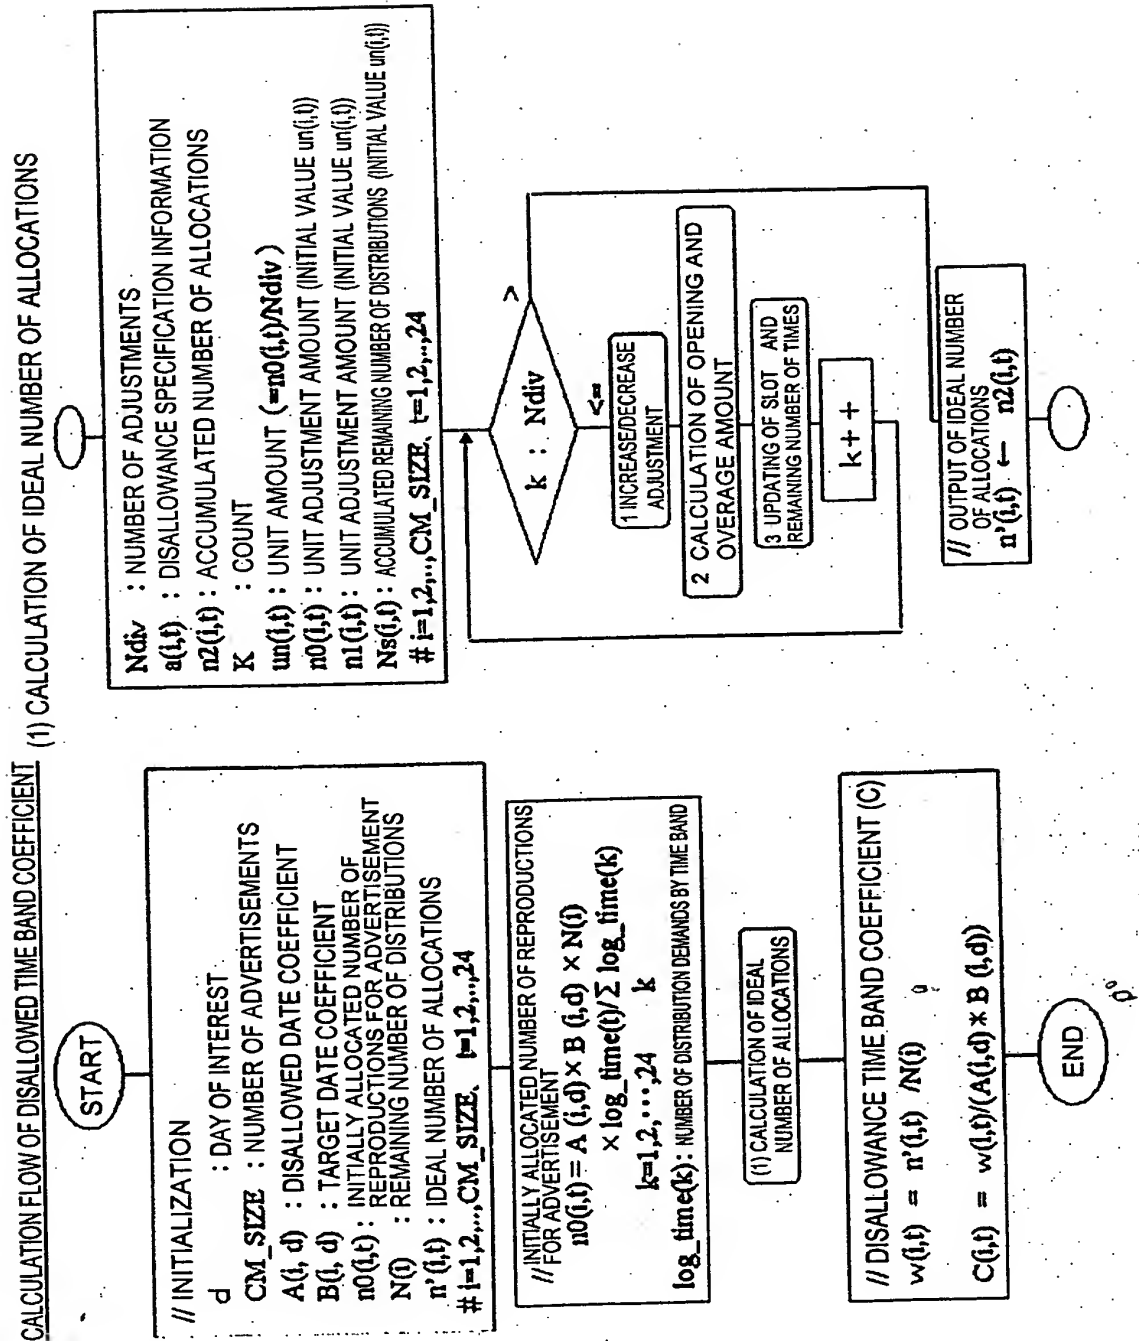 CALCULATION FLOW OF DISALLOWED TIME BAND COEFFICIENT
START
// INITIALIZATION
d : DAY OF INTEREST
CM_SIZE : NUMBER OF ADVERTISEMENTS
A(i, d) : DISALLOWED DATE COEFFICIENT
B(i, d) : TARGET DATE COEFFICIENT
n0(i,t) : INITIALLY ALLOCATED NUMBER OF
REPRODUCTIONS FOR ADVERTISEMENT
N(i) : REMAINING NUMBER OF DISTRIBUTIONS
n'(i,t) : IDEAL NUMBER OF ALLOCATIONS
# i=1,2,..,CM_SIZE、 t=1,2,..,24
//INITIALLY ALLOCATED NUMBER OF REPRODUCTIONS
FOR ADVERTISEMENT
n0(i,t) = A (i,d) × B (i,d) × N(i)
× log_time(t)/∑ log_time(k)
k=1,2,・・・,24 k
log_time(k) : NUMBER OF DISTRIBUTION DEMANDS BY TIME BAND
(1) CALCULATION OF IDEAL
NUMBER OF ALLOCATIONS
// DISALLOWANCE TIME BAND COEFFICIENT (C)
w(i,t) = n'(i,t) /N(i)
C(i,t) = w(i,t)/(A(i,d) × B (i,d))
END
(1) CALCULATION OF IDEAL NUMBER OF ALLOCATIONS
Ndiv : NUMBER OF ADJUSTMENTS
a(i,t) : DISALLOWANCE SPECIFICATION INFORMATION
n2(i,t) : ACCUMULATED NUMBER OF ALLOCATIONS
K : COUNT
un(i,t) : UNIT AMOUNT (=n0(i,t)/Ndiv )
n0(i,t) : UNIT ADJUSTMENT AMOUNT (INITIAL VALUE un(i,t))
n1(i,t) : UNIT ADJUSTMENT AMOUNT (INITIAL VALUE un(i,t))
Ns(i,t) : ACCUMULATED REMAINING NUMBER OF DISTRIBUTIONS (INITIAL VALUE un(i,t))
# i=1,2,..,CM_SIZE、 t=1,2,..,24
k : Ndiv
>
<=
1 INCREASE/DECREASE
ADJUSTMENT
2 CALCULATION OF OPENING AND
OVERAGE AMOUNT
3 UPDATING OF SLOT AND
REMAINING NUMBER OF TIMES
k++
// OUTPUT OF IDEAL NUMBER
OF ALLOCATIONS
n'(i,t) ← n2(i,t)